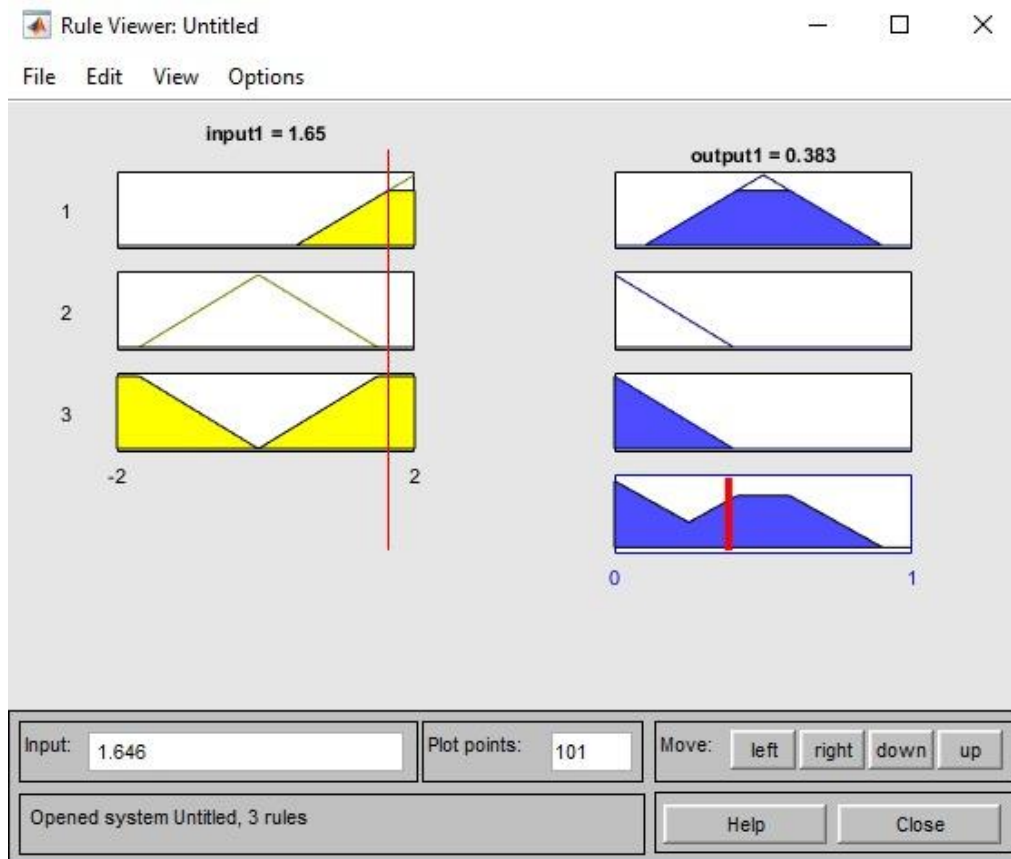 Rule Viewer: Untitled
File Edit View Options
input1 = 1.65
output1 = 0.383
1
2
3
-2 2
0 1
Input: 1.646
Plot points: 101
Move: left right down up
Opened system Untitled, 3 rules
Help Close